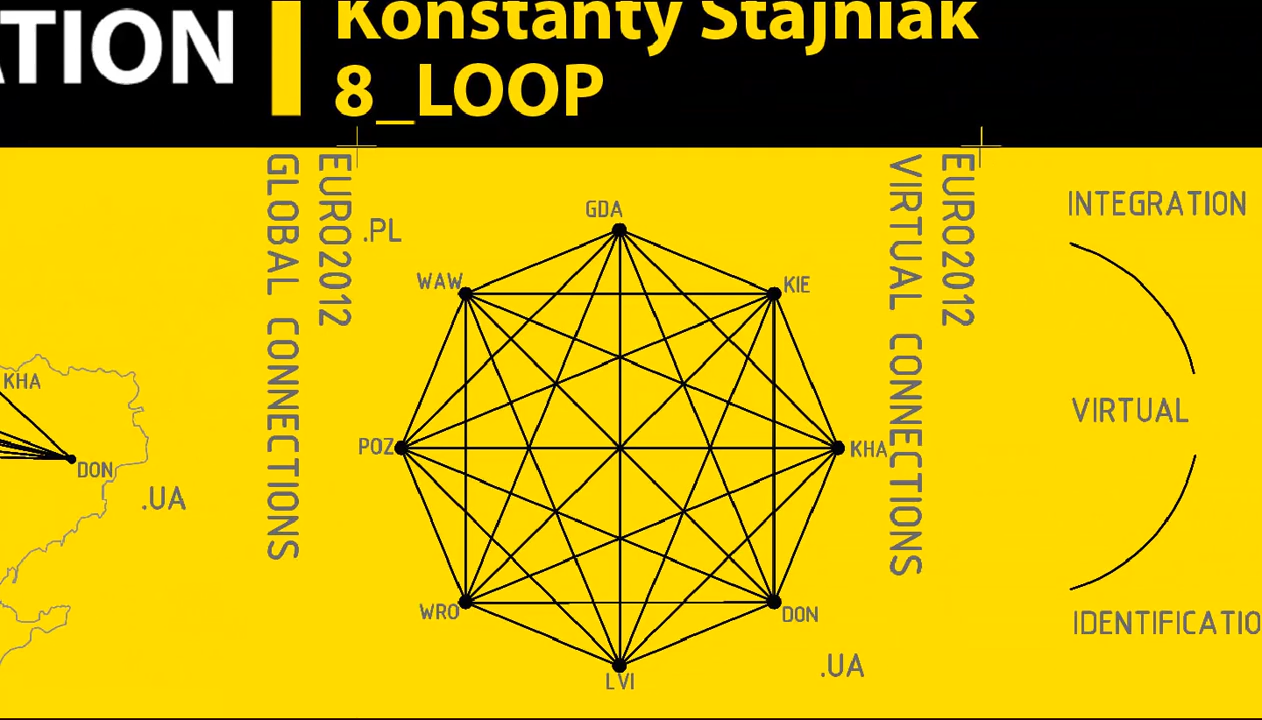 ATION
Konstanty Stajniak
8_LOOP
KHA
DON
.UA
EURO2012
GLOBAL CONNECTIONS
.PL
GDA
WAW
KIE
POZ
KHA
WRO
DON
LVI
.UA
EURO2012
VIRTUAL CONNECTIONS
INTEGRATION
VIRTUAL
IDENTIFICATIO